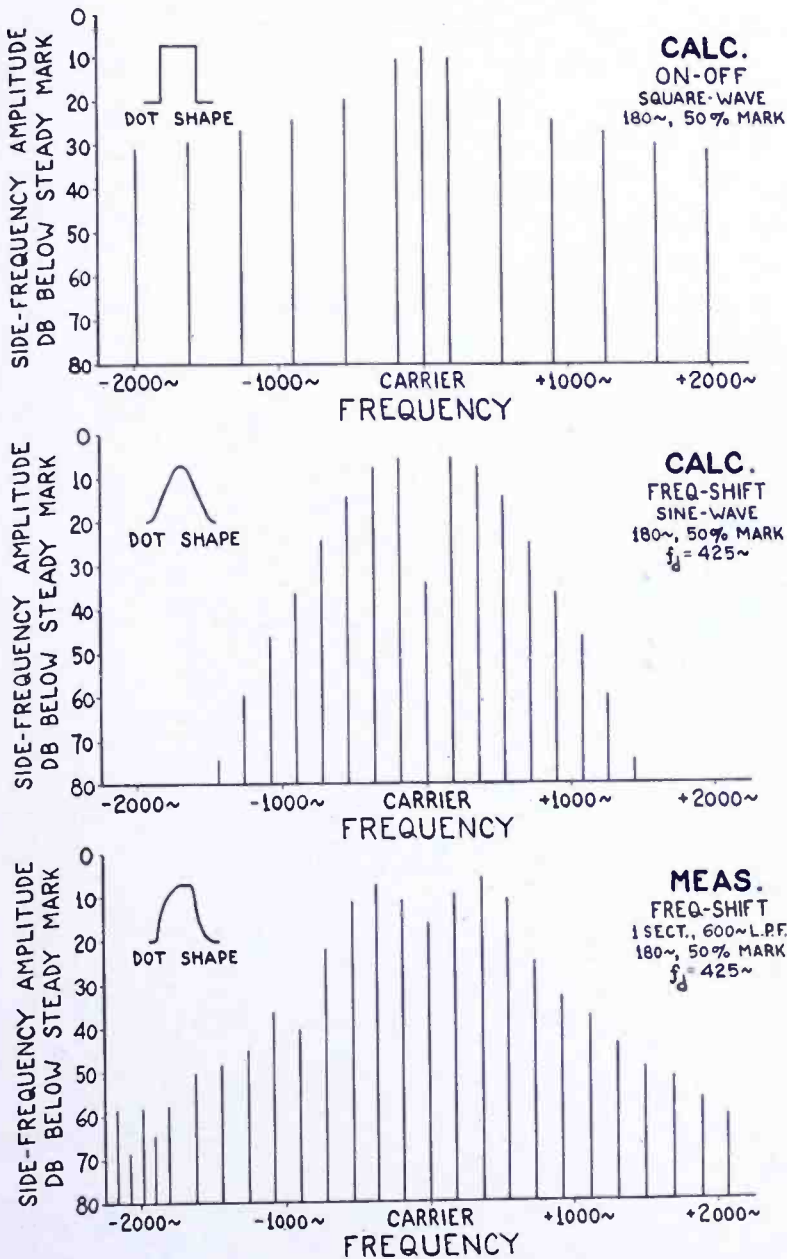 SIDE-FREQUENCY AMPLITUDE
DB BELOW STEADY MARK
0
10
20
30
40
50
60
70
80
DOT SHAPE
CALC.
ON-OFF
SQUARE-WAVE
180~, 50% MARK
-2000~ -1000~ CARRIER +1000~ +2000~
FREQUENCY
SIDE-FREQUENCY AMPLITUDE
DB BELOW STEADY MARK
0
10
20
30
40
50
60
70
80
DOT SHAPE
CALC.
FREQ-SHIFT
SINE-WAVE
180~, 50% MARK
fd = 425~
-2000~ -1000~ CARRIER +1000~ +2000~
FREQUENCY
SIDE-FREQUENCY AMPLITUDE
DB BELOW STEADY MARK
0
10
20
30
40
50
60
70
80
DOT SHAPE
MEAS.
FREQ-SHIFT
1 SECT., 600~ L.P.F.
180~, 50% MARK
fd = 425~
-2000~ -1000~ CARRIER +1000~ +2000~
FREQUENCY